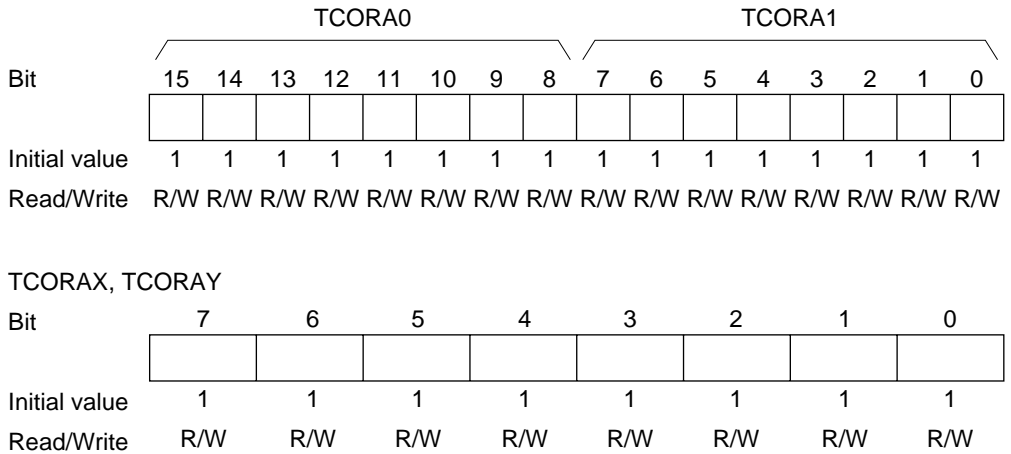 TCORA0 TCORA1
Bit 15 14 13 12 11 10 9 8 7 6 5 4 3 2 1 0
Initial value 1 1 1 1 1 1 1 1 1 1 1 1 1 1 1 1
Read/Write R/W R/W R/W R/W R/W R/W R/W R/W R/W R/W R/W R/W R/W R/W R/W R/W
TCORAX, TCORAY
Bit 7 6 5 4 3 2 1 0
Initial value 1 1 1 1 1 1 1 1
Read/Write R/W R/W R/W R/W R/W R/W R/W R/W